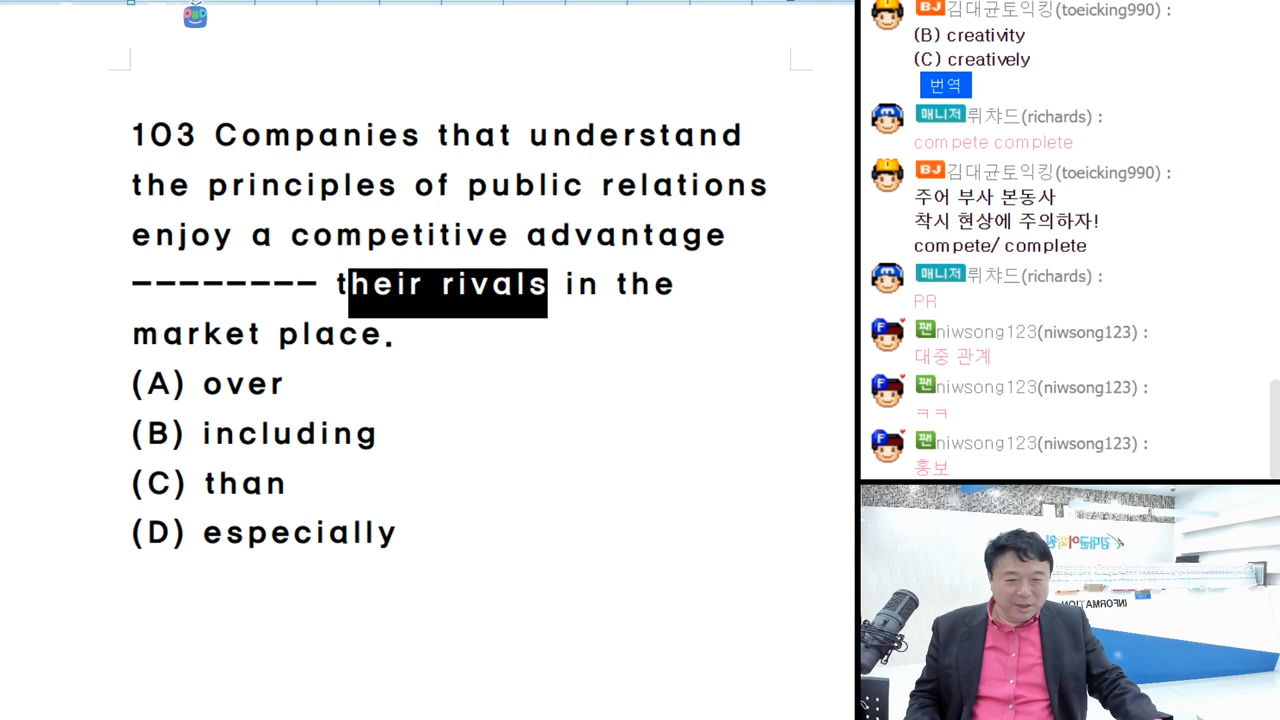 103 Companies that understand
the principles of public relations
enjoy a competitive advantage
−−−−−−−− their rivals in the
market place.
(A) over
(B) including
(C) than
(D) especially
BJ 김대균토익킹(toeicking990) :
(B) creativity
(C) creatively
번역
매니저 뤼챠드(richards) :
compete complete
BJ 김대균토익킹(toeicking990) :
주어 부사 본동사
착시 현상에 주의하자!
compete/ complete
매니저 뤼챠드(richards) :
PR
팬 niwsong123(niwsong123) :
대중 관계
팬 niwsong123(niwsong123) :
ㅋㅋ
팬 niwsong123(niwsong123) :
홍보
INFORMATION